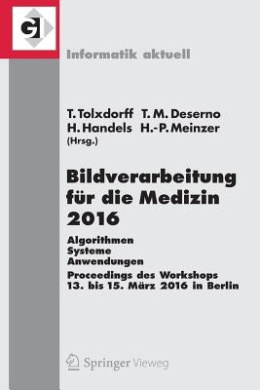 GI
Informatik aktuell
T. Tolxdorff T. M. Deserno
H. Handels H.-P. Meinzer
(Hrsg.)
Bildverarbeitung
für die Medizin
2016
Algorithmen
Systeme
Anwendungen
Proceedings des Workshops
13. bis 15. März 2016 in Berlin
Springer Vieweg